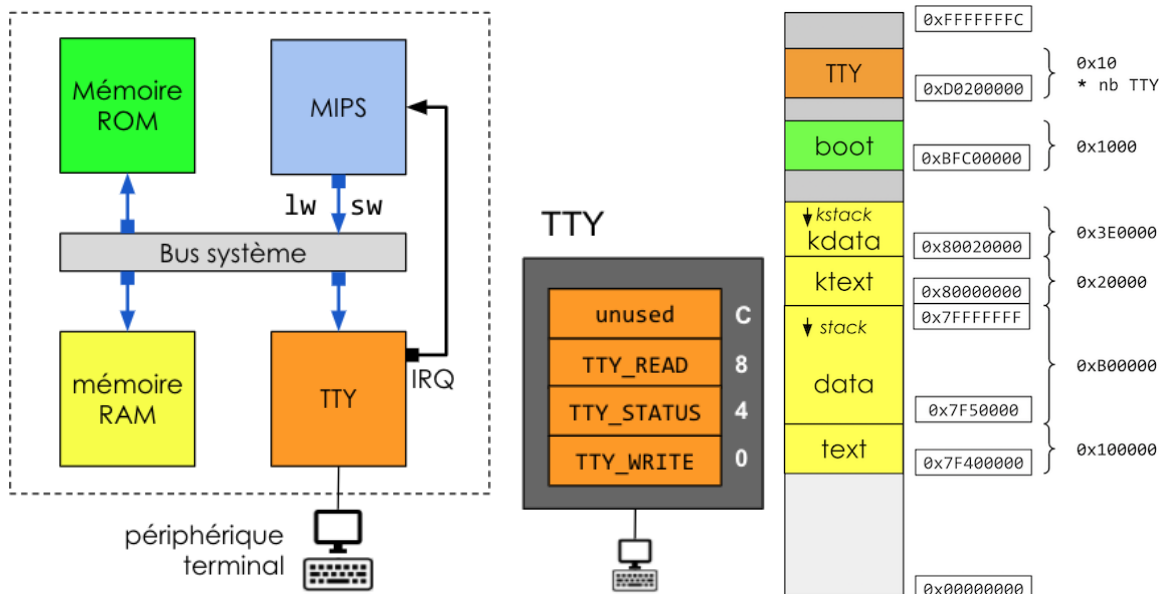 Mémoire
ROM
MIPS
lw sw
Bus système
mémoire
RAM
TTY
IRQ
périphérique
terminal
TTY
unused C
TTY_READ 8
TTY_STATUS 4
TTY_WRITE 0
0xFFFFFFFC
TTY
0xD0200000
0x10
* nb TTY
boot
0xBFC00000
0x1000
kstack
kdata
0x80020000
0x3E0000
ktext
0x80000000
0x20000
0x7FFFFFFF
stack
data
0x7F50000
0xB00000
text
0x7F400000
0x100000
0x00000000